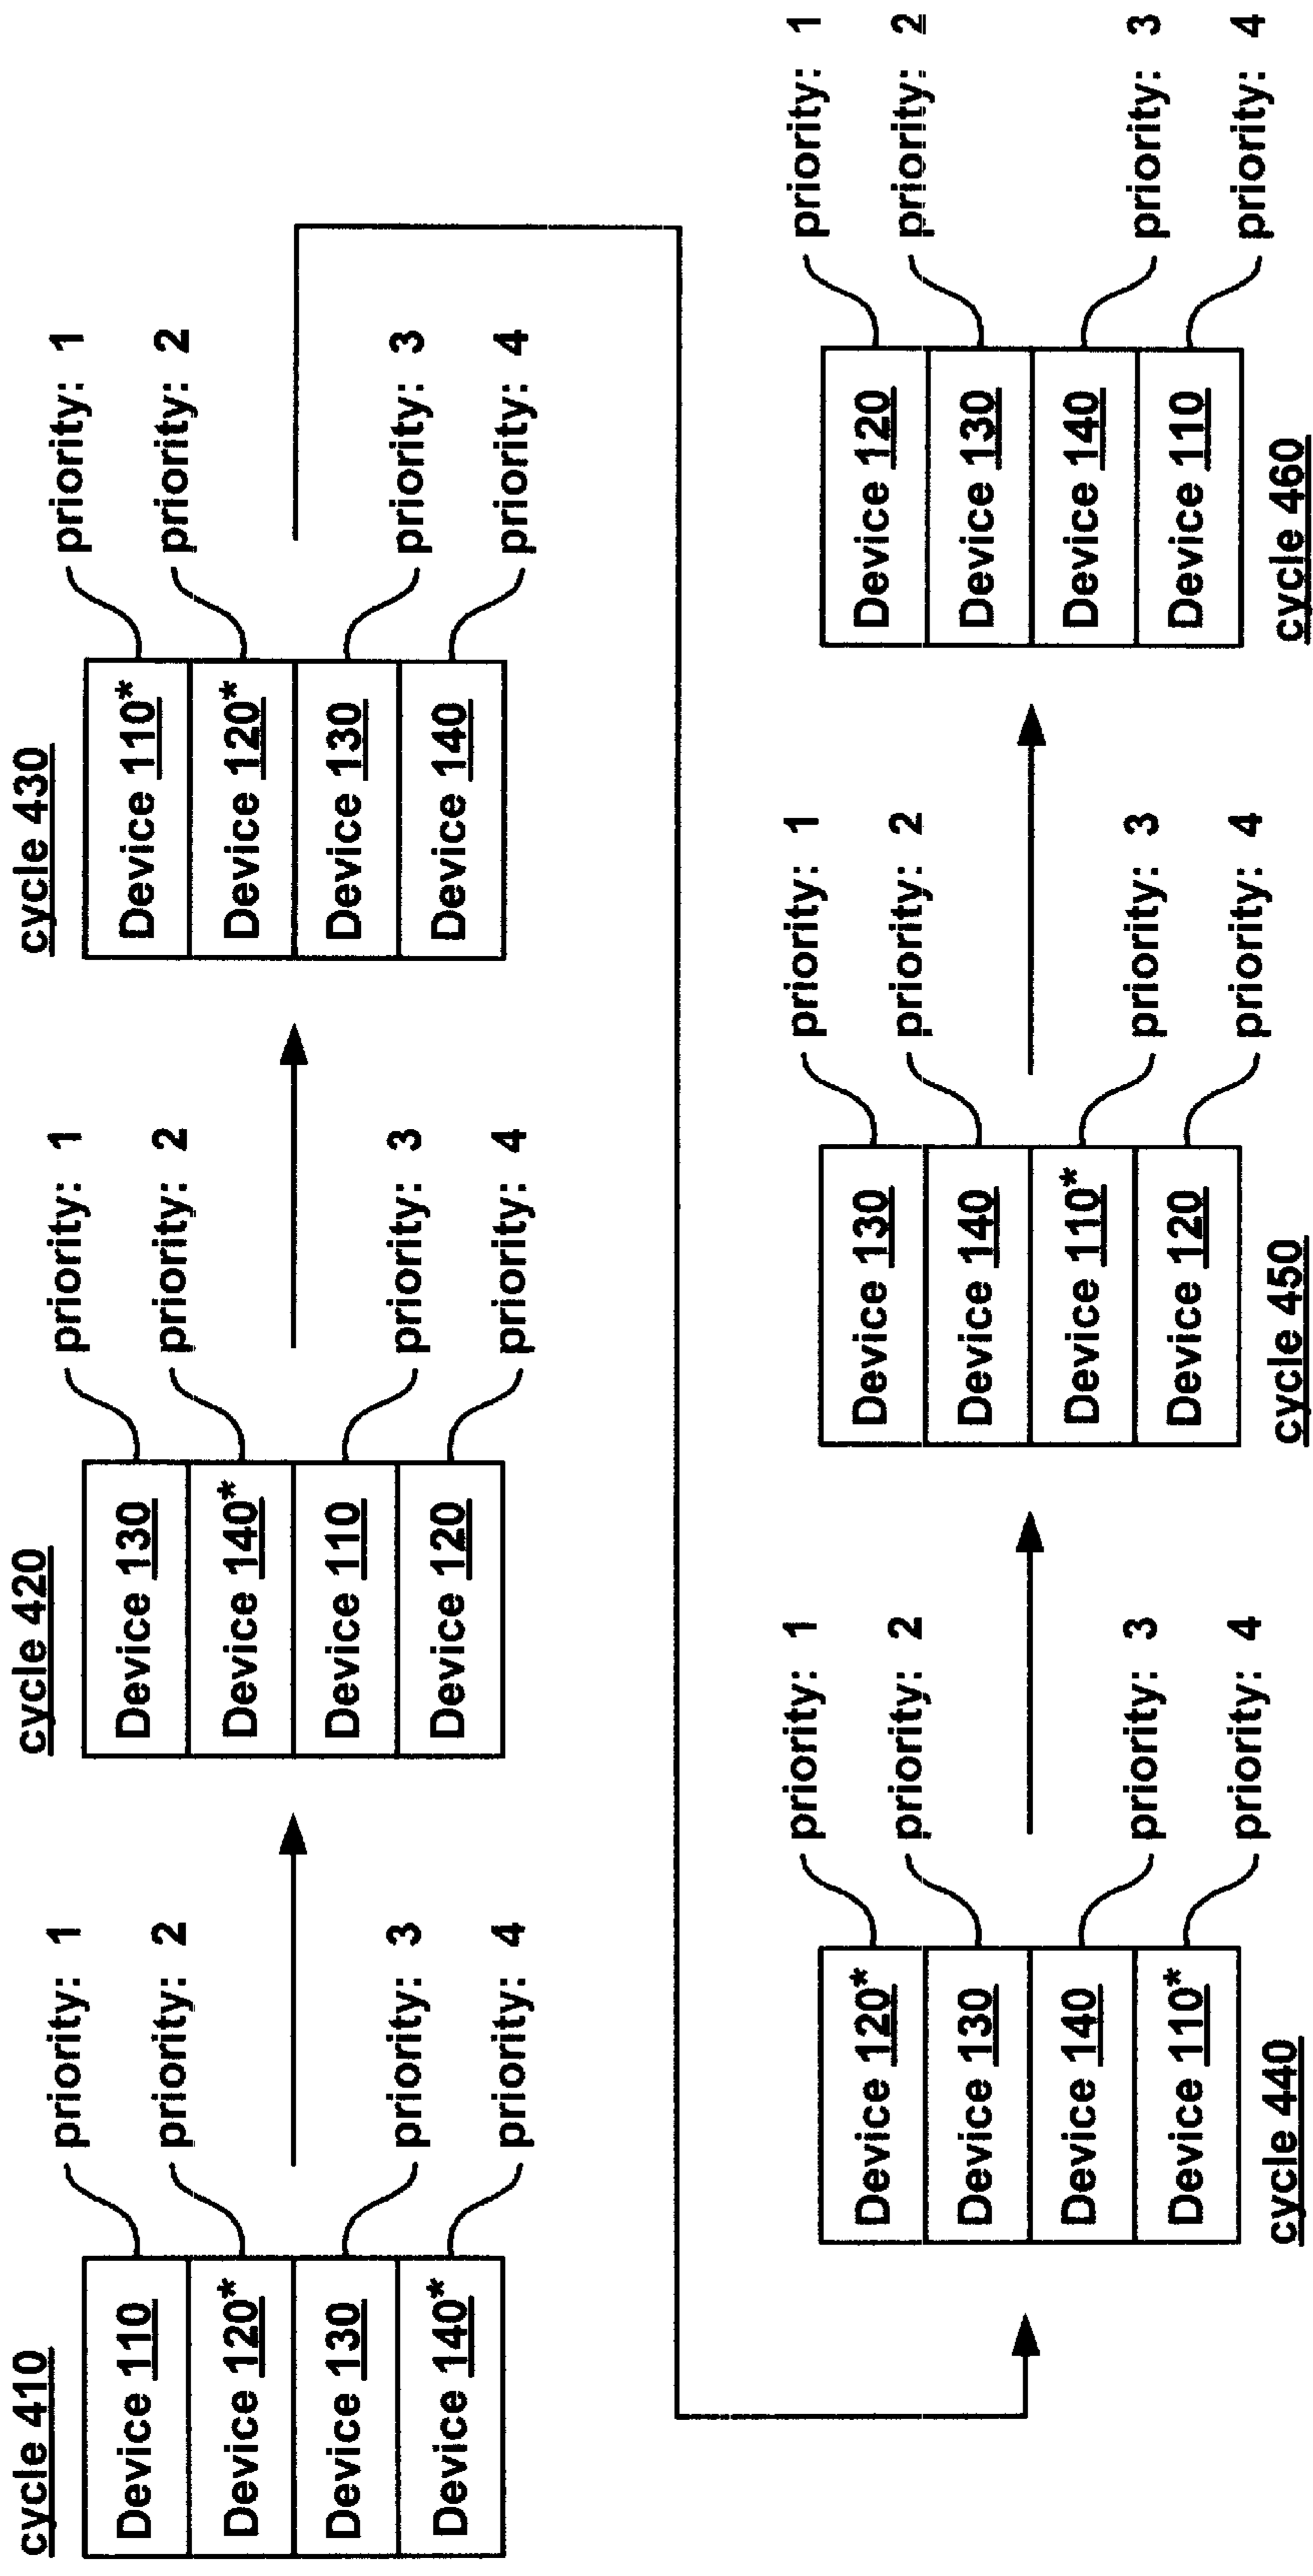 cycle 410
Device 110
Device 120*
Device 130
Device 140*
priority: 1
priority: 2
priority: 3
priority: 4
cycle 420
Device 130
Device 140*
Device 110
Device 120
priority: 1
priority: 2
priority: 3
priority: 4
cycle 430
Device 110*
Device 120*
Device 130
Device 140
priority: 1
priority: 2
priority: 3
priority: 4
Device 120*
Device 130
Device 140
Device 110*
priority: 1
priority: 2
priority: 3
priority: 4
cycle 440
Device 130
Device 140
Device 110*
Device 120
priority: 1
priority: 2
priority: 3
priority: 4
cycle 450
Device 120
Device 130
Device 140
Device 110
priority: 1
priority: 2
priority: 3
priority: 4
cycle 460